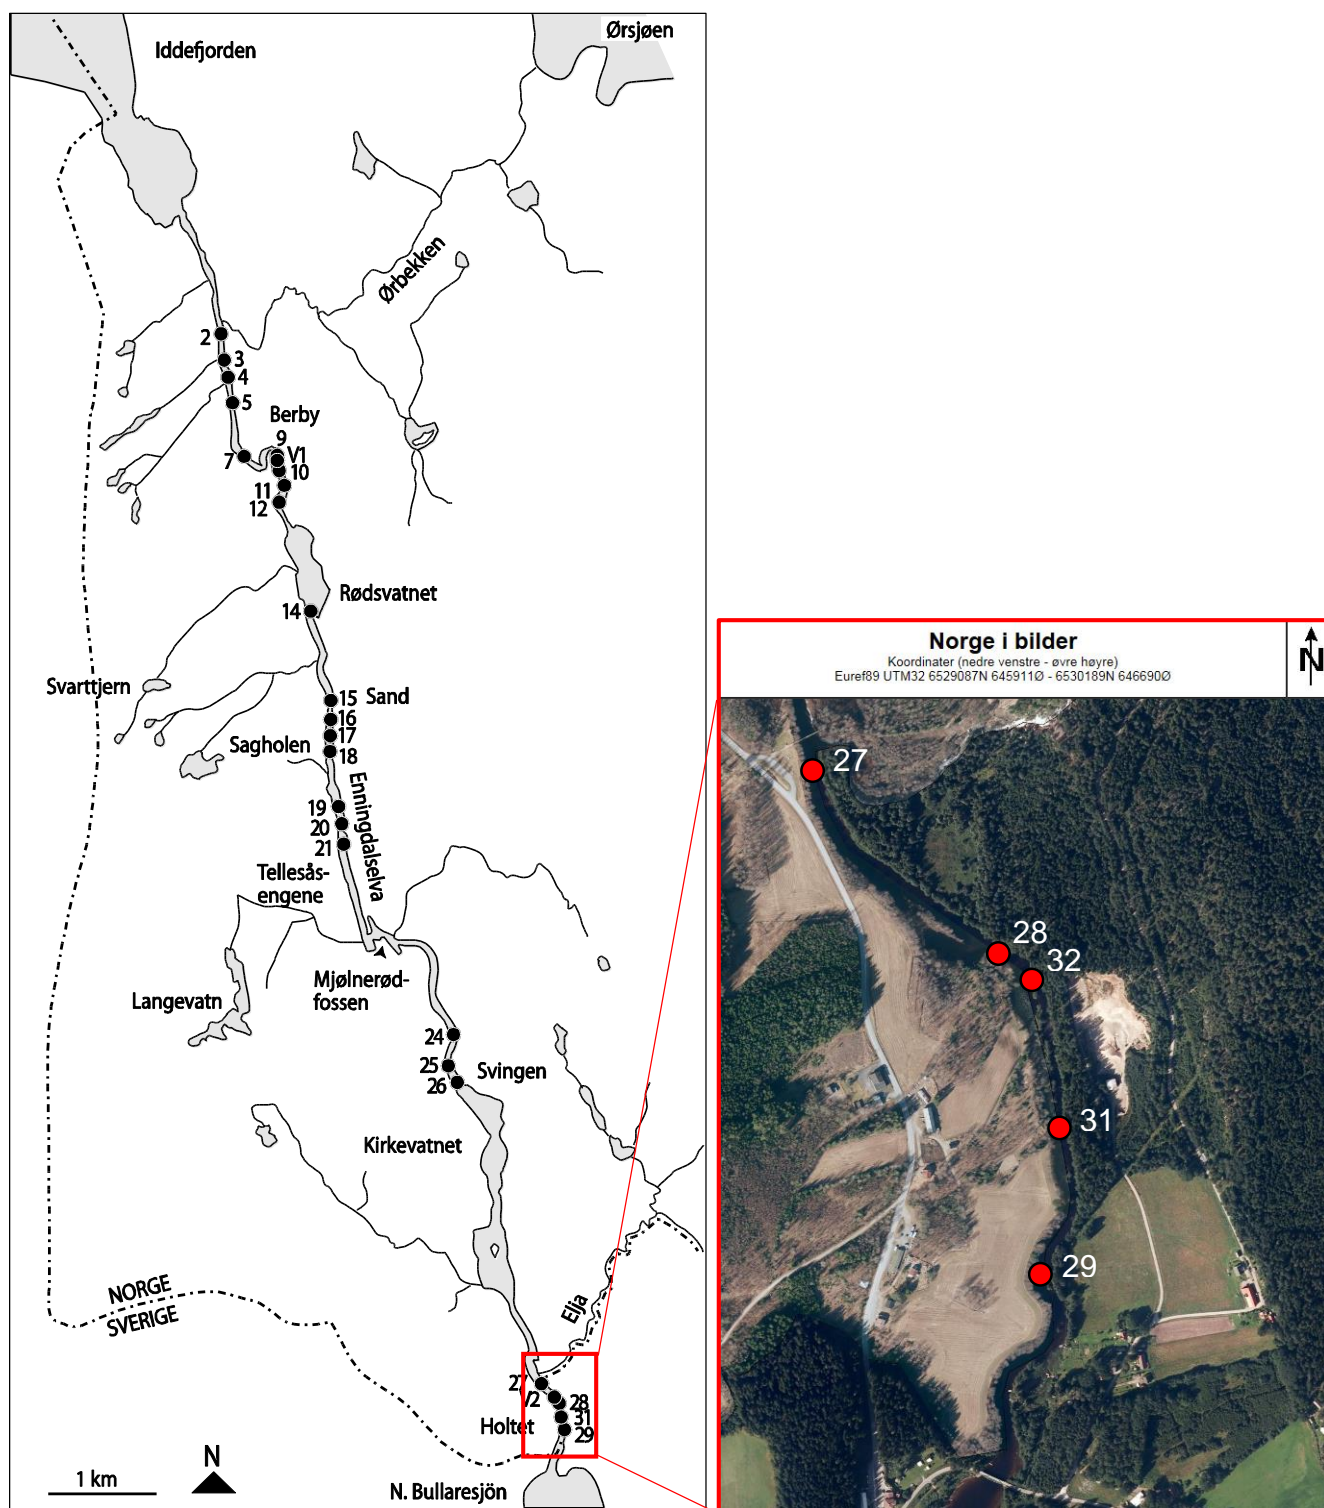 Iddefjorden
Ørsjøen
Ørbekken
2
3
4
5
Berby
9
7
V1
10
11
12
Rødsvatnet
14
Svarttjern
15
Sand
16
17
Sagholen
18
Enningdalselva
19
20
21
Tellesås-
engene
Mjølnerød-
fossen
Langevatn
24
25
Svingen
26
Kirkevatnet
NORGE
SVERIGE
Elja
27
V2
28
31
Holtet
29
N
1 km
N. Bullaresjön
Norge i bilder
Koordinater (nedre venstre - øvre høyre)
Euref89 UTM32 6529087N 645911Ø - 6530189N 646690Ø
N
27
28
32
31
29